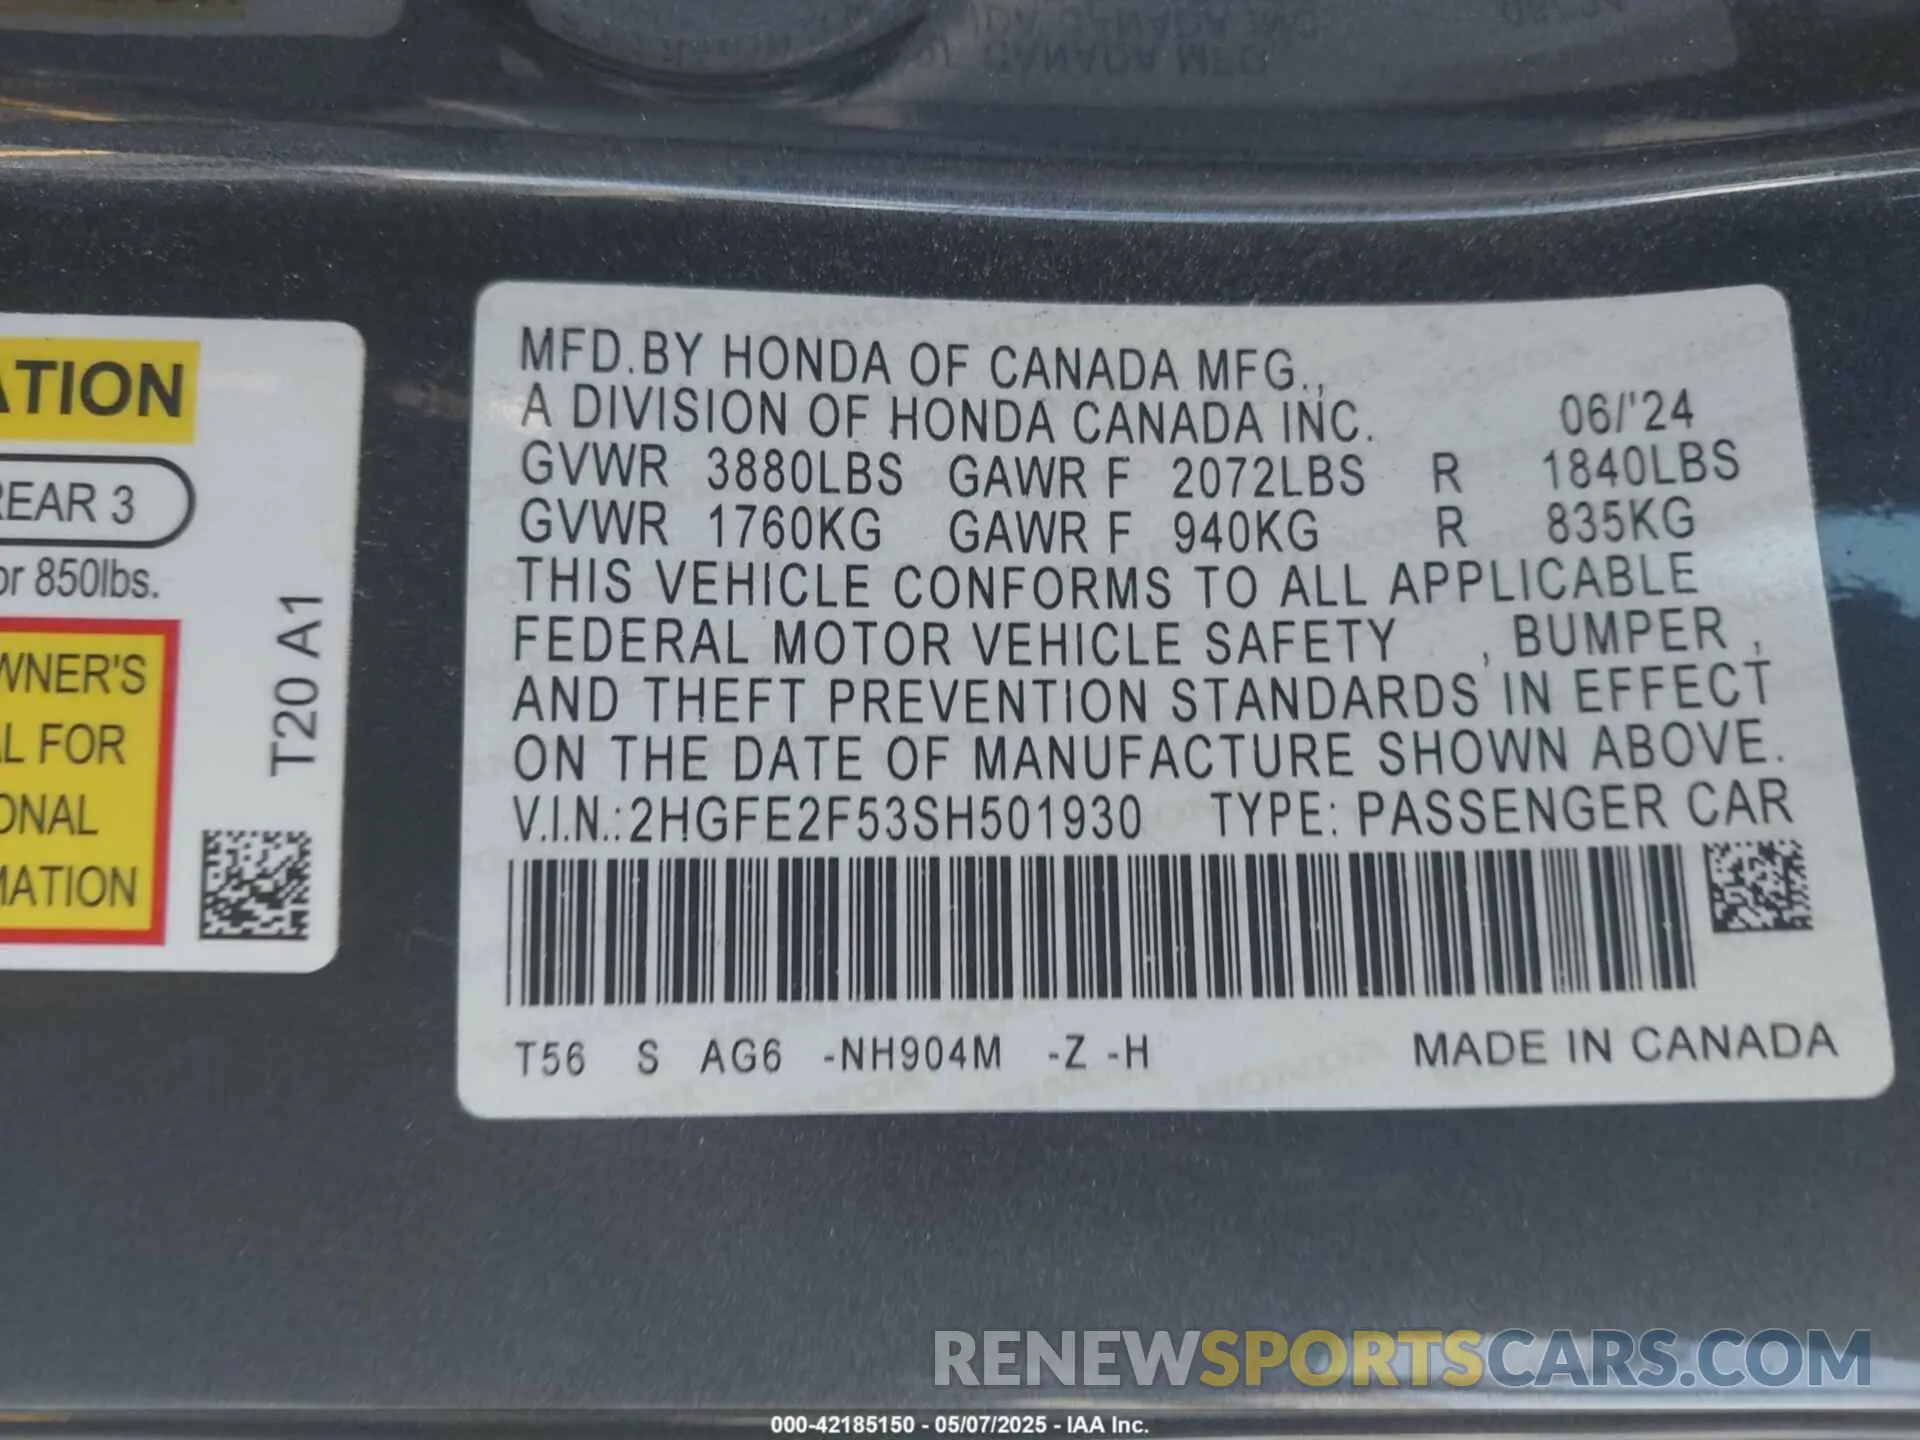 MFD.BY HONDA OF CANADA MFG.,
A DIVISION OF HONDA CANADA INC. 06/'24
GVWR 3880LBS GAWR F 2072LBS R 1840LBS
GVWR 1760KG GAWR F 940KG R 835KG
THIS VEHICLE CONFORMS TO ALL APPLICABLE
FEDERAL MOTOR VEHICLE SAFETY , BUMPER ,
AND THEFT PREVENTION STANDARDS IN EFFECT
ON THE DATE OF MANUFACTURE SHOWN ABOVE.
V.I.N.:2HGFE2F53SH501930 TYPE: PASSENGER CAR
T56 S AG6 -NH904M -Z -H MADE IN CANADA
ATION
REAR 3
or 850lbs.
WNER'S
L FOR
ONAL
MATION
T20 A1
RENEWSPORTSCARS.COM
000-42185150 - 05/07/2025 - IAA Inc.